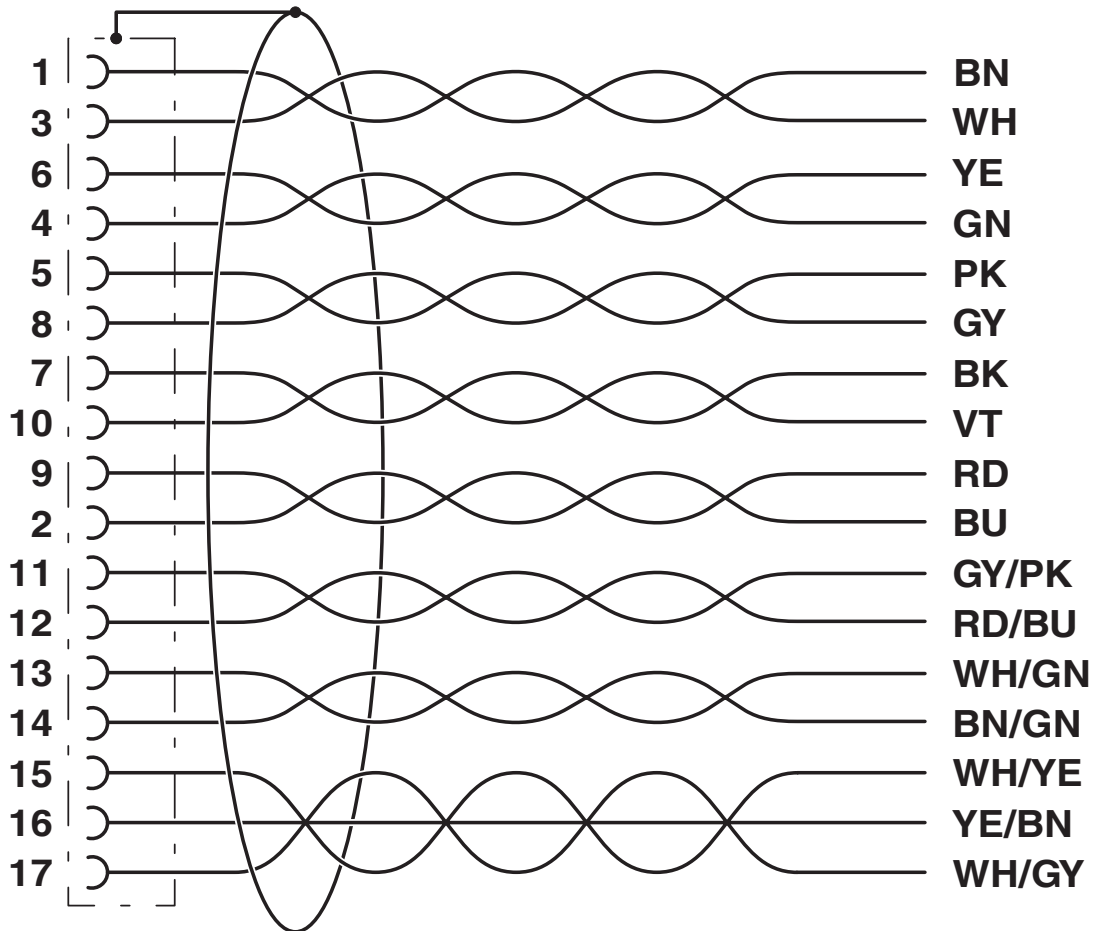 1 BN
3 WH
6 YE
4 GN
5 PK
8 GY
7 BK
10 VT
9 RD
2 BU
11 GY/PK
12 RD/BU
13 WH/GN
14 BN/GN
15 WH/YE
16 YE/BN
17 WH/GY